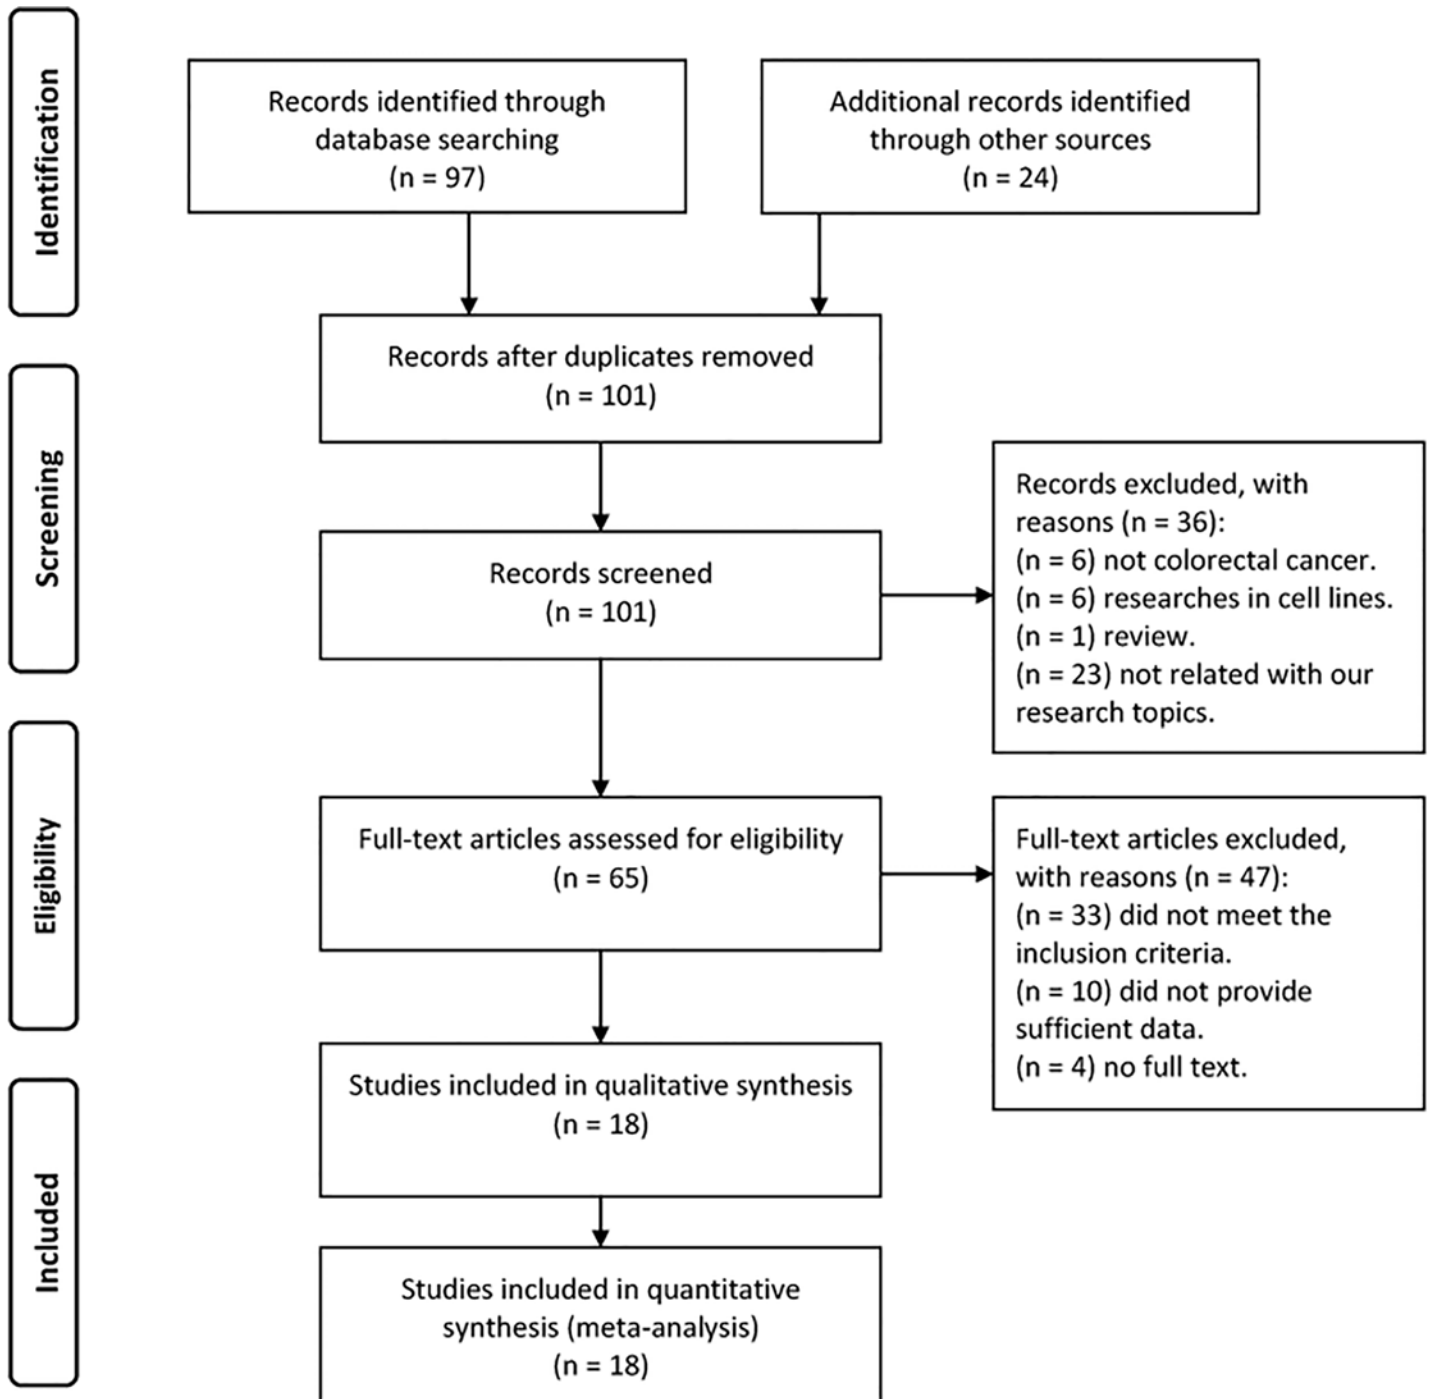 Identification
Records identified through
database searching
(n = 97)
Additional records identified
through other sources
(n = 24)
Records after duplicates removed
(n = 101)
Screening
Records screened
(n = 101)
Records excluded, with
reasons (n = 36):
(n = 6) not colorectal cancer.
(n = 6) researches in cell lines.
(n = 1) review.
(n = 23) not related with our
research topics.
Eligibility
Full-text articles assessed for eligibility
(n = 65)
Full-text articles excluded,
with reasons (n = 47):
(n = 33) did not meet the
inclusion criteria.
(n = 10) did not provide
sufficient data.
(n = 4) no full text.
Studies included in qualitative synthesis
(n = 18)
Included
Studies included in quantitative
synthesis (meta-analysis)
(n = 18)